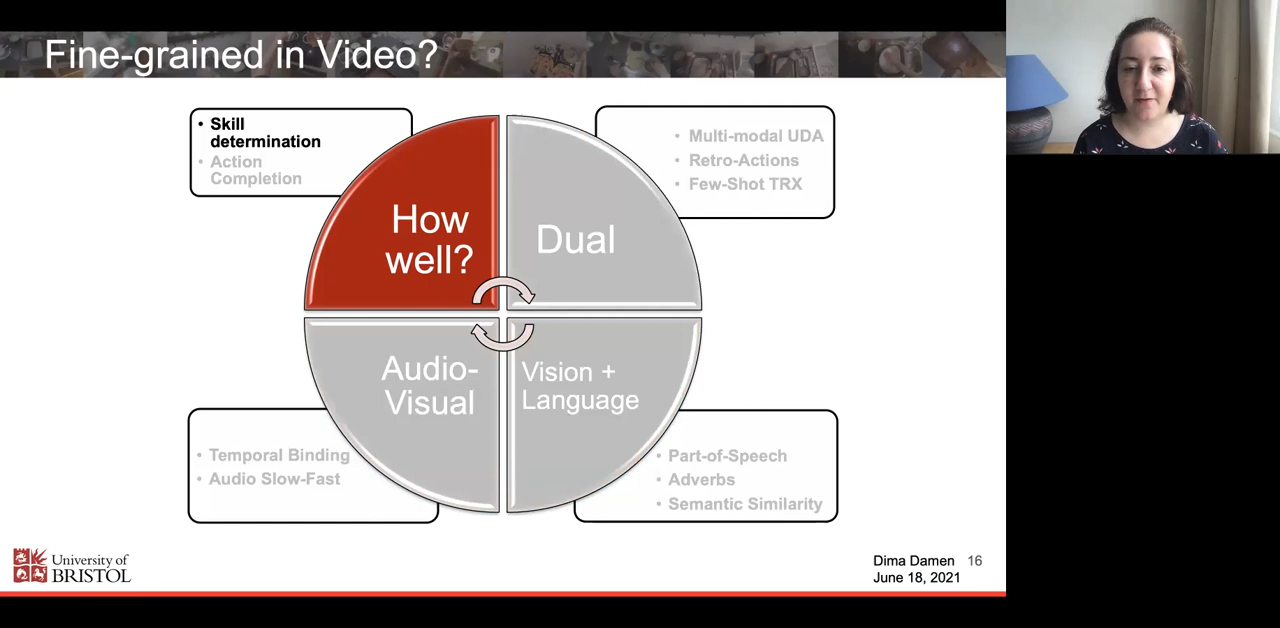 Fine-grained in Video?
• Skill
determination
• Action
Completion
• Multi-modal UDA
• Retro-Actions
• Few-Shot TRX
How
well?
Dual
Audio-
Visual
Vision +
Language
• Temporal Binding
• Audio Slow-Fast
• Part-of-Speech
• Adverbs
• Semantic Similarity
University of
BRISTOL
Dima Damen 16
June 18, 2021